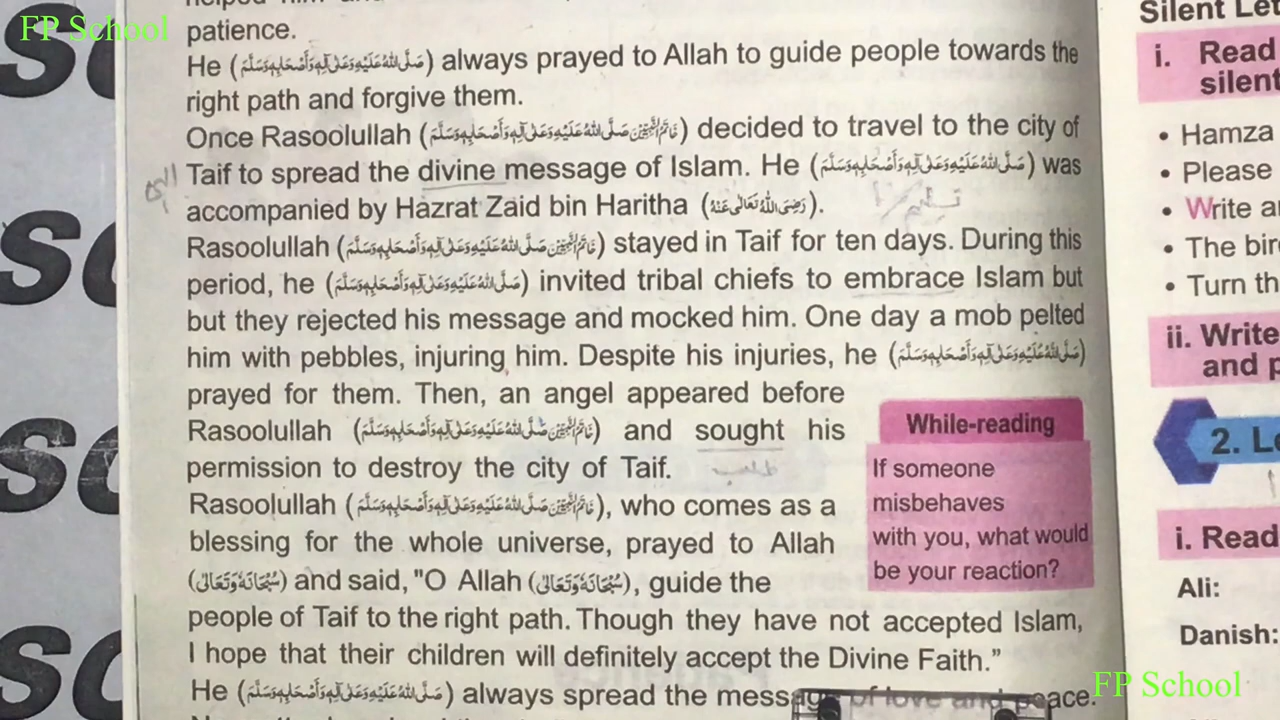 FP School
patience.
He (صَلَّى اللهُ عَلَيْهِ وَعَلٰى آلِهٖ وَأَصْحَابِهٖ وَسَلَّمَ) always prayed to Allah to guide people towards the
right path and forgive them.
Once Rasoolullah (خَاتَمُ النَّبِيّٖنَ صَلَّى اللهُ عَلَيْهِ وَعَلٰى آلِهٖ وَأَصْحَابِهٖ وَسَلَّمَ) decided to travel to the city of
Taif to spread the divine message of Islam. He (صَلَّى اللهُ عَلَيْهِ وَعَلٰى آلِهٖ وَأَصْحَابِهٖ وَسَلَّمَ) was
accompanied by Hazrat Zaid bin Haritha (رَضِيَ اللهُ تَعَالٰى عَنْهُ).
Rasoolullah (خَاتَمُ النَّبِيّٖنَ صَلَّى اللهُ عَلَيْهِ وَعَلٰى آلِهٖ وَأَصْحَابِهٖ وَسَلَّمَ) stayed in Taif for ten days. During this
period, he (صَلَّى اللهُ عَلَيْهِ وَعَلٰى آلِهٖ وَأَصْحَابِهٖ وَسَلَّمَ) invited tribal chiefs to embrace Islam but
but they rejected his message and mocked him. One day a mob pelted
him with pebbles, injuring him. Despite his injuries, he (صَلَّى اللهُ عَلَيْهِ وَعَلٰى آلِهٖ وَأَصْحَابِهٖ وَسَلَّمَ)
prayed for them. Then, an angel appeared before
Rasoolullah (خَاتَمُ النَّبِيّٖنَ صَلَّى اللهُ عَلَيْهِ وَعَلٰى آلِهٖ وَأَصْحَابِهٖ وَسَلَّمَ) and sought his
permission to destroy the city of Taif.
Rasoolullah (خَاتَمُ النَّبِيّٖنَ صَلَّى اللهُ عَلَيْهِ وَعَلٰى آلِهٖ وَأَصْحَابِهٖ وَسَلَّمَ), who comes as a
blessing for the whole universe, prayed to Allah
(سُبْحَانَهٗ وَتَعَالٰى) and said, "O Allah (سُبْحَانَهٗ وَتَعَالٰى), guide the
people of Taif to the right path. Though they have not accepted Islam,
I hope that their children will definitely accept the Divine Faith.”
He (صَلَّى اللهُ عَلَيْهِ وَعَلٰى آلِهٖ وَأَصْحَابِهٖ وَسَلَّمَ) always spread the message of love and peace.
While-reading
If someone
misbehaves
with you, what would
be your reaction?
Silent Let
i. Read
silent
• Hamza
• Please
• Write a
• The bir
• Turn th
ii. Write
and p
2. L
i. Read
Ali:
Danish:
FP School